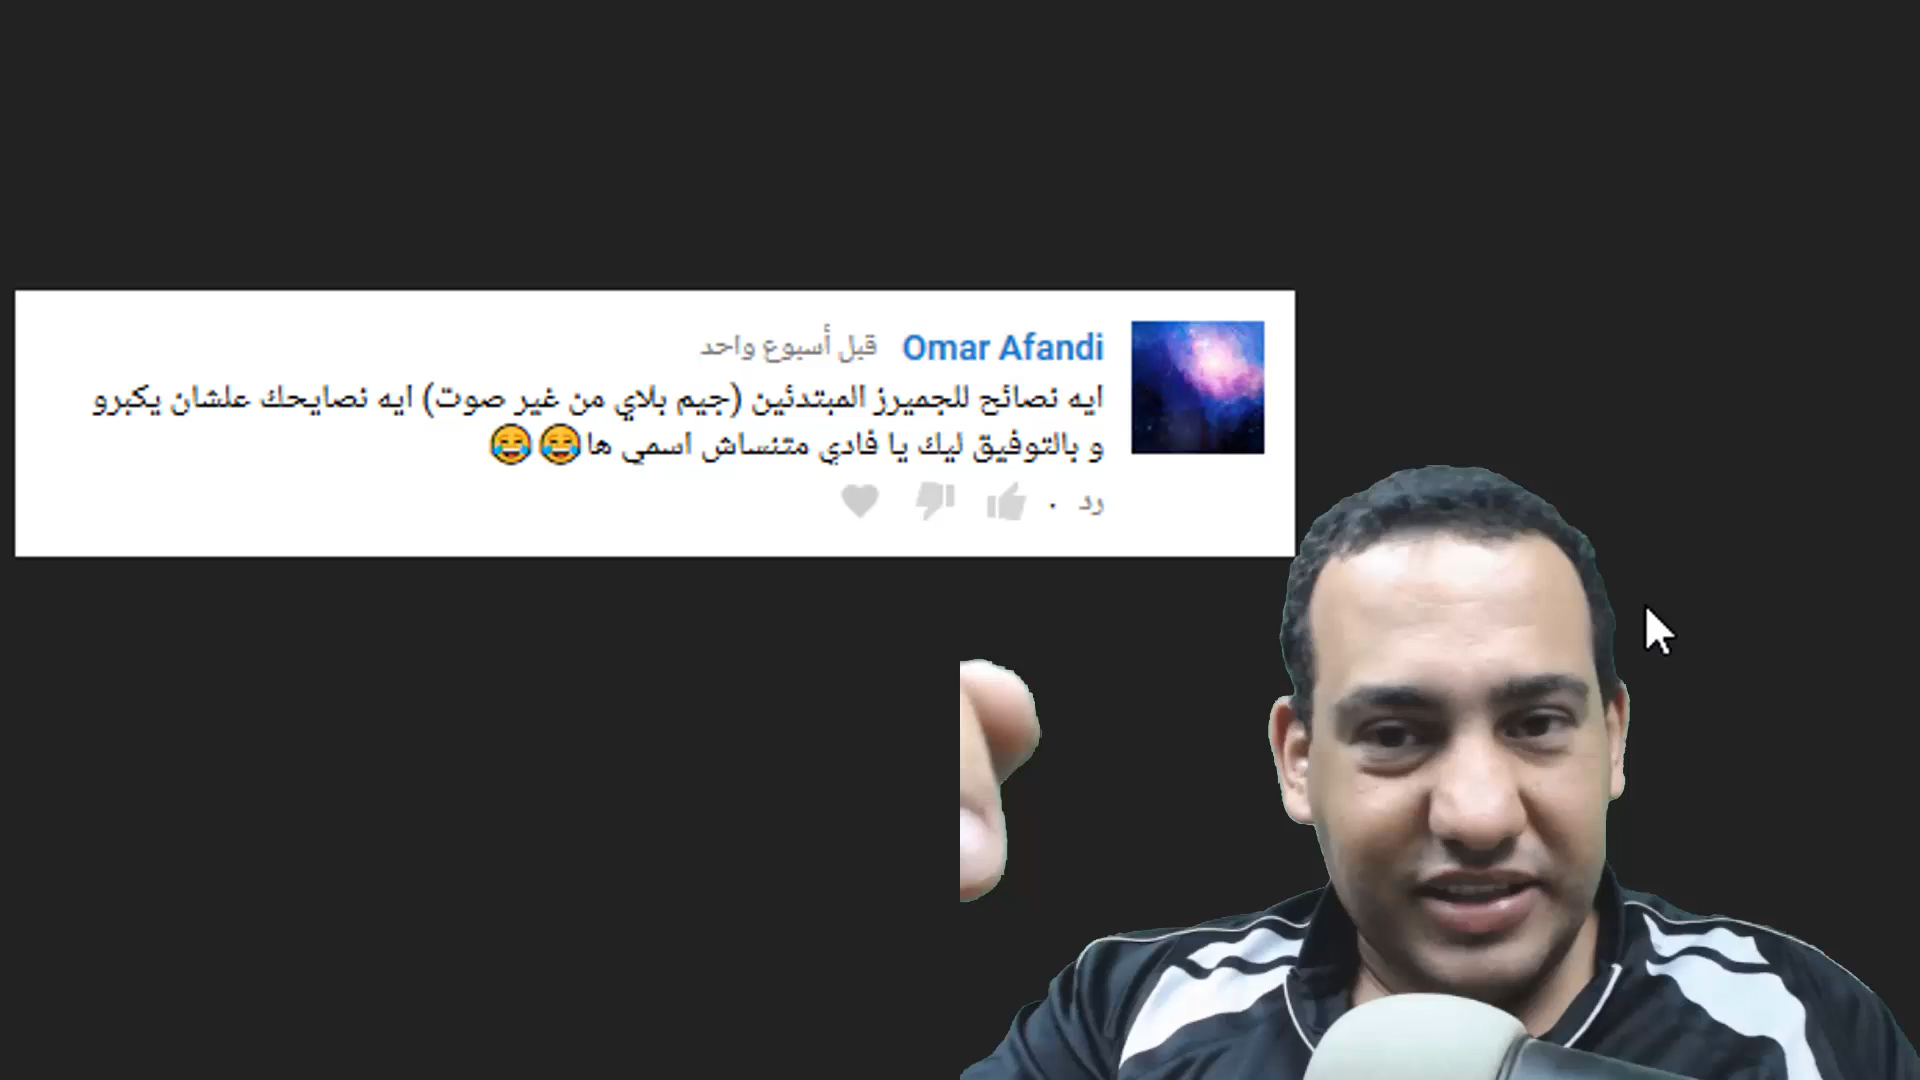 Omar Afandi قبل أسبوع واحد
ايه نصائح للجميرز المبتدئين (جيم بلاي من غير صوت) ايه نصايحك علشان يكبرو
و بالتوفيق ليك يا فادي متنساش اسمي ها😂😂
رد ·